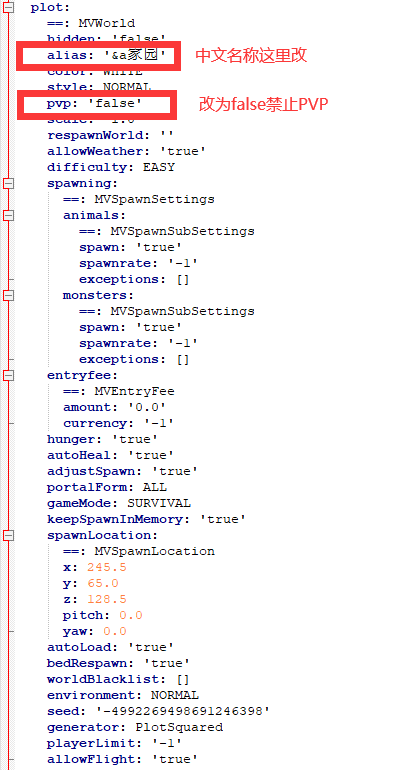 plot:
==: MVWorld
hidden: 'false'
alias: '&a家园'
中文名称这里改
color: WHITE
style: NORMAL
pvp: 'false'
改为false禁止PVP
scale: '1.0'
respawnWorld: ''
allowWeather: 'true'
difficulty: EASY
spawning:
==: MVSpawnSettings
animals:
==: MVSpawnSubSettings
spawn: 'true'
spawnrate: '-1'
exceptions: []
monsters:
==: MVSpawnSubSettings
spawn: 'true'
spawnrate: '-1'
exceptions: []
entryfee:
==: MVEntryFee
amount: '0.0'
currency: '-1'
hunger: 'true'
autoHeal: 'true'
adjustSpawn: 'true'
portalForm: ALL
gameMode: SURVIVAL
keepSpawnInMemory: 'true'
spawnLocation:
==: MVSpawnLocation
x: 245.5
y: 65.0
z: 128.5
pitch: 0.0
yaw: 0.0
autoLoad: 'true'
bedRespawn: 'true'
worldBlacklist: []
environment: NORMAL
seed: '-4992269498691246398'
generator: PlotSquared
playerLimit: '-1'
allowFlight: 'true'